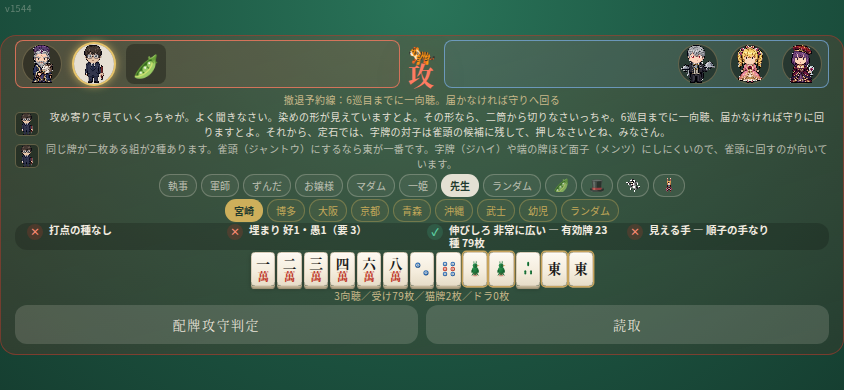 v1544
攻
撤退予約線：6巡目までに一向聴。届かなければ守りへ回る
攻め寄りで見ていくっちゃが。よく聞きなさい。染めの形が見えていますとよ。その形なら、二筒から切りなさいっちゃ。6巡目までに一向聴、届かなければ守りに回
りますとよ。それから、定石では、字牌の対子は雀頭の候補に残して、押しなさいとね、みなさん。
同じ牌が二枚ある組が2種あります。雀頭（ジャントウ）にするなら東が一番です。字牌（ジハイ）や端の牌ほど面子（メンツ）にしにくいので、雀頭に回すのが向いて
います。
執事 軍師 ずんだ お嬢様 マダム 一姫 先生 ランダム
宮崎 博多 大阪 京都 青森 沖縄 武士 幼児 ランダム
打点の種なし 埋まり 好1・愚1（要 3） 伸びしろ 非常に広い ─ 有効牌 23 見える手 ─ 順子の手なり
種 79枚
一萬 二萬 三萬 四萬 六萬 八萬 東 東
3向聴／受け79枚／猫牌2枚／ドラ0枚
配牌攻守判定 読取